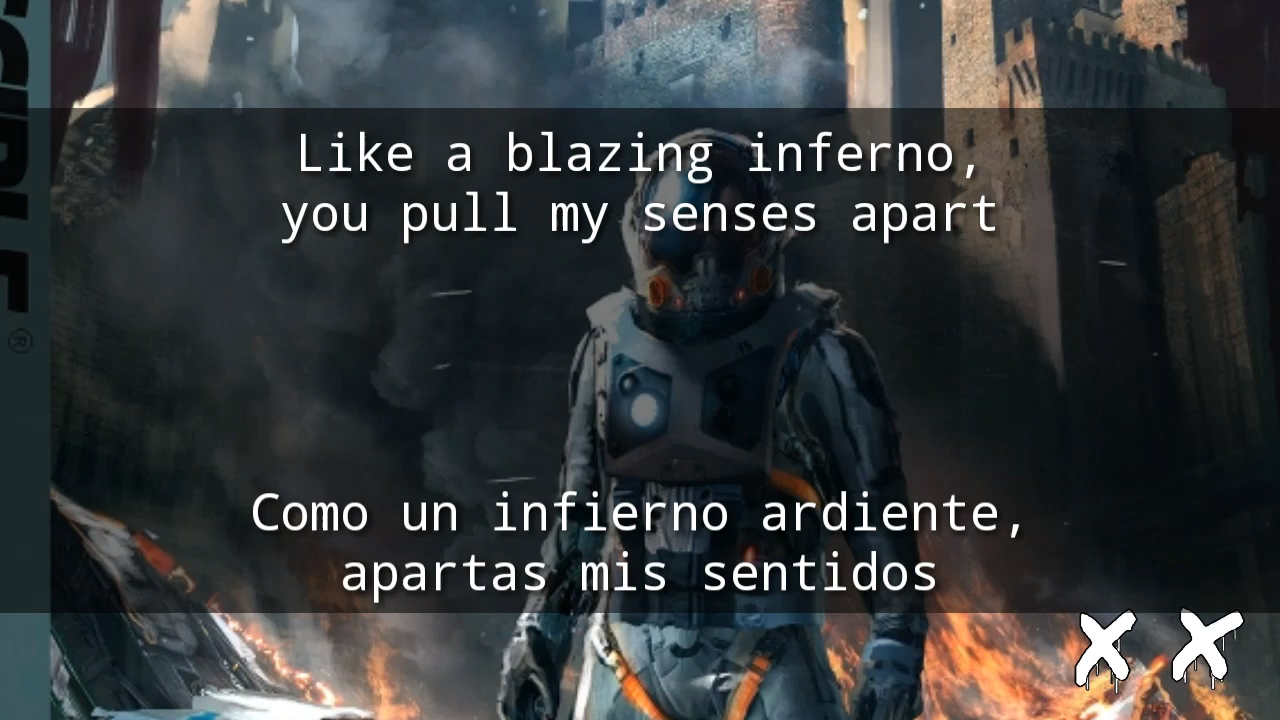 Like a blazing inferno,
you pull my senses apart
Como un infierno ardiente,
apartas mis sentidos
®
X X